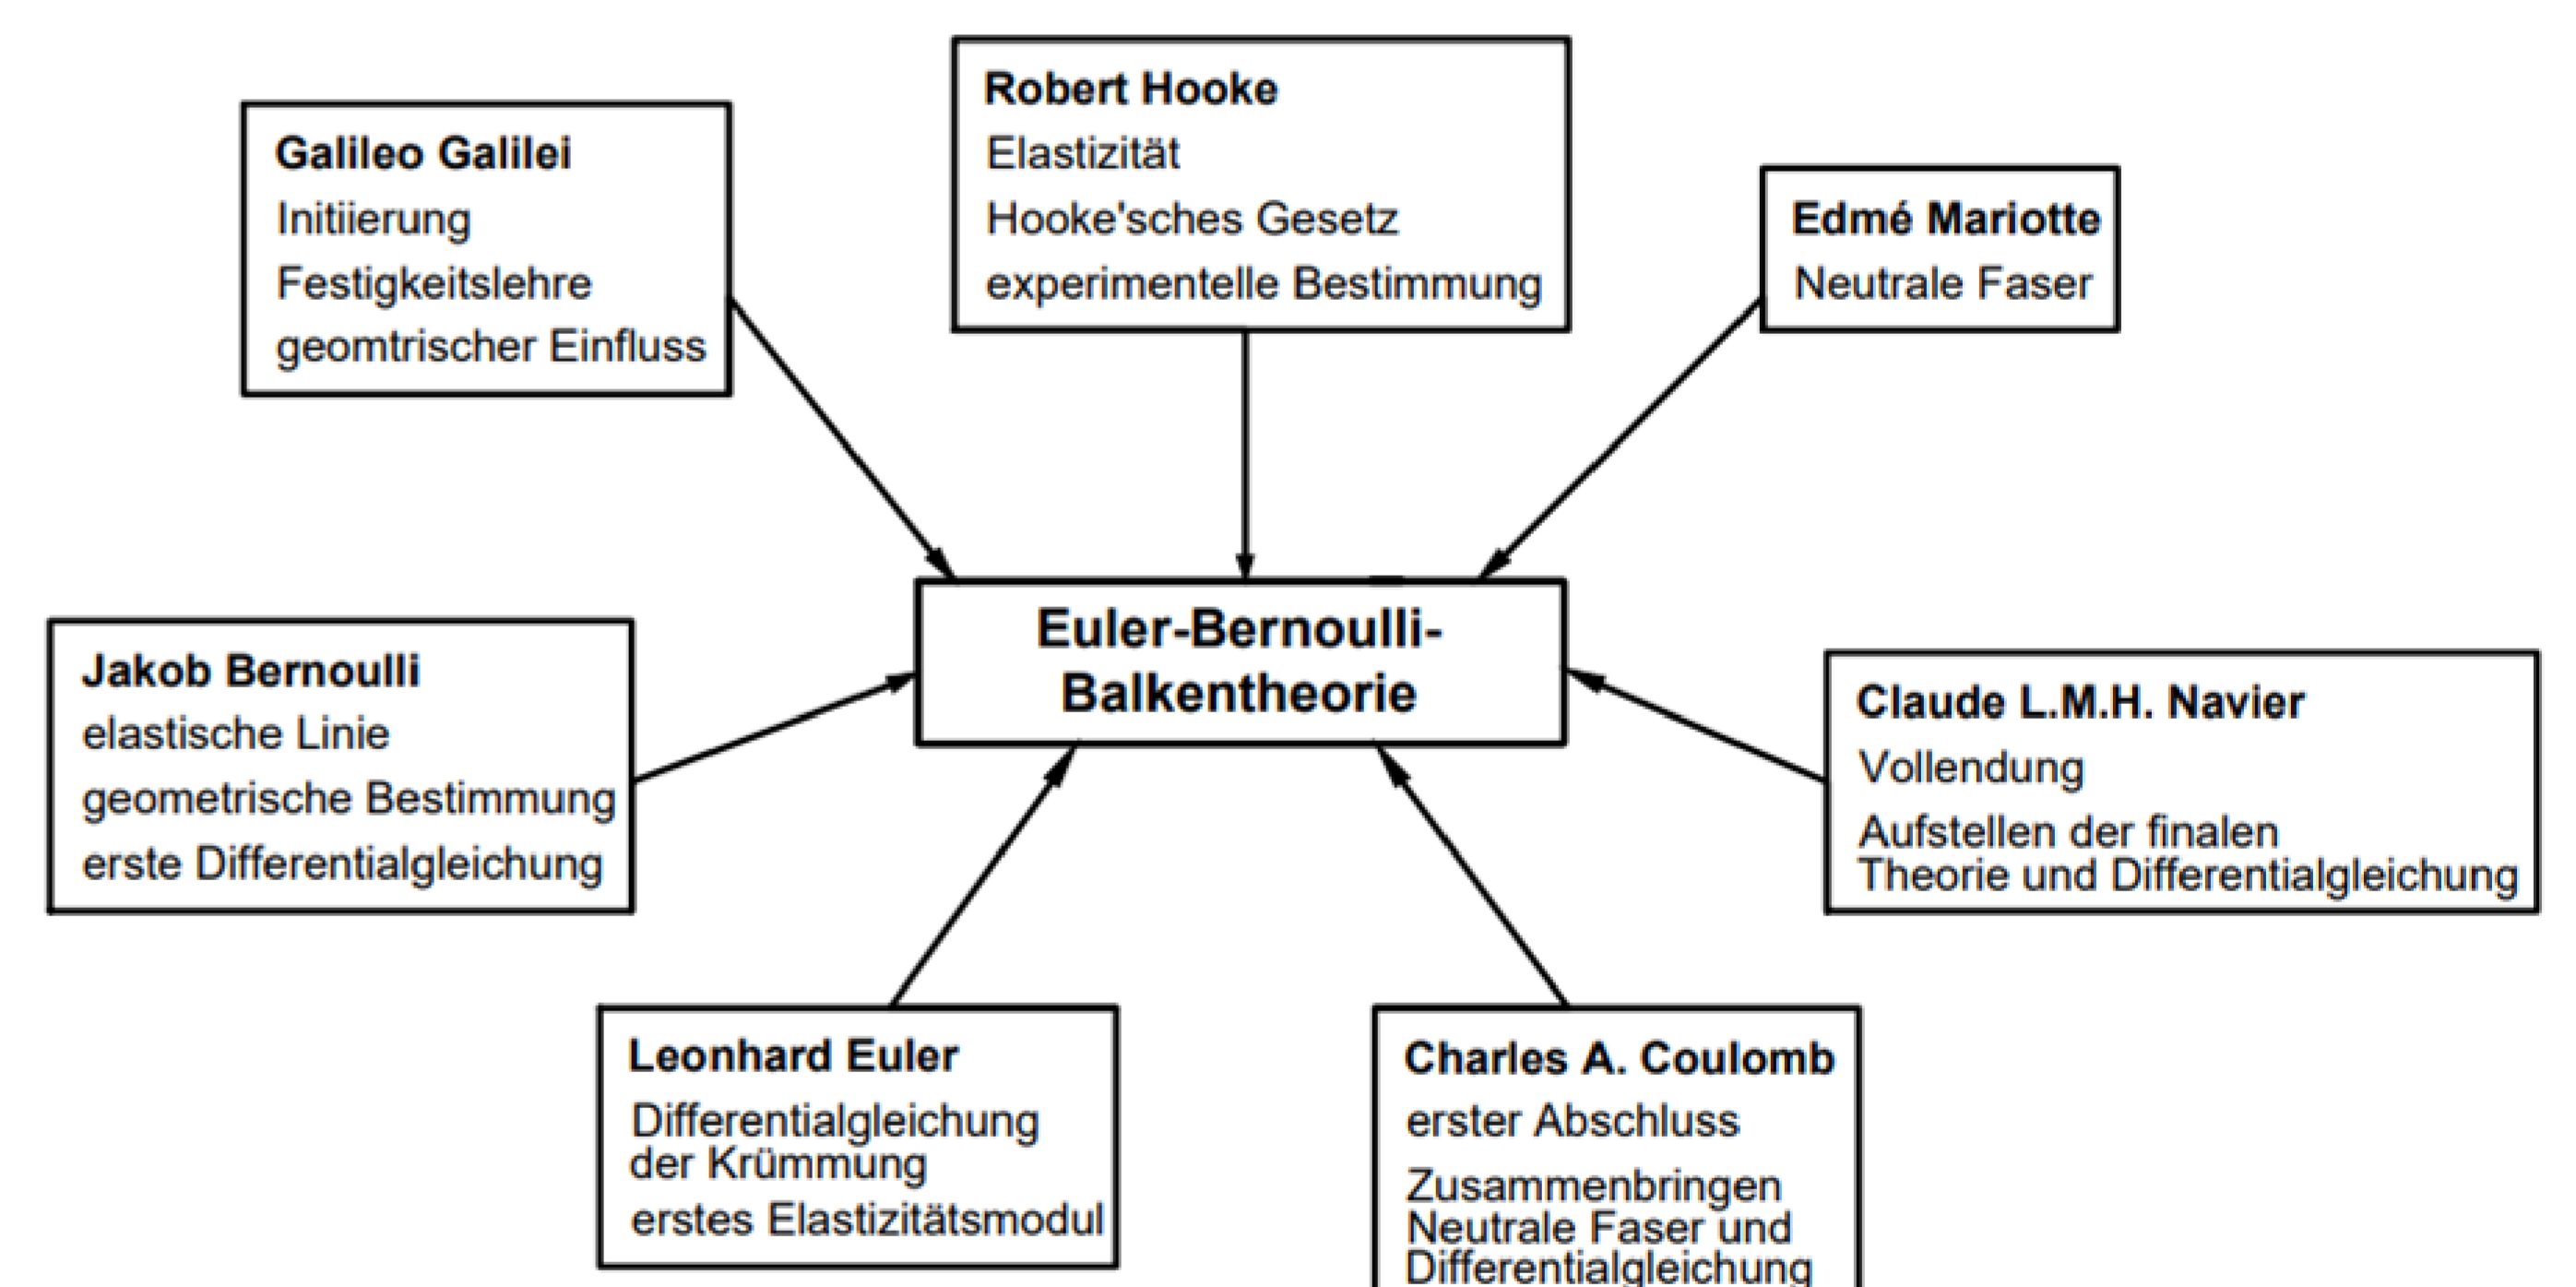 Robert Hooke
Elastizität
Hooke'sches Gesetz
experimentelle Bestimmung
Galileo Galilei
Initiierung
Festigkeitslehre
geomtrischer Einfluss
Edmé Mariotte
Neutrale Faser
Euler-Bernoulli-
Balkentheorie
Jakob Bernoulli
elastische Linie
geometrische Bestimmung
erste Differentialgleichung
Claude L.M.H. Navier
Vollendung
Aufstellen der finalen
Theorie und Differentialgleichung
Leonhard Euler
Differentialgleichung
der Krümmung
erstes Elastizitätsmodul
Charles A. Coulomb
erster Abschluss
Zusammenbringen
Neutrale Faser und
Differentialgleichung